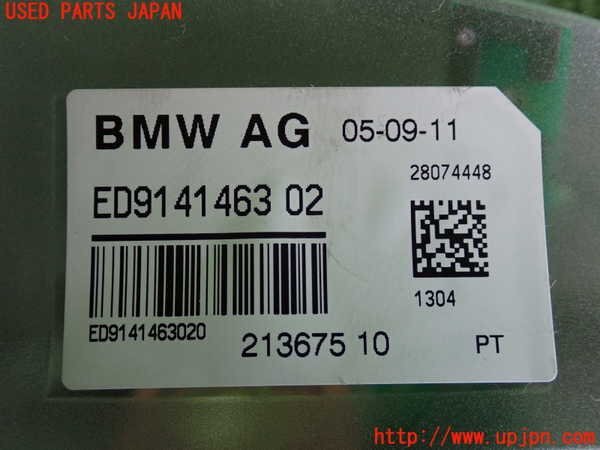 USED PARTS JAPAN
BMW AG 05-09-11
28074448
ED9141463 02
1304
ED9141463020
213675 10 PT
http://www.upjpn.com/